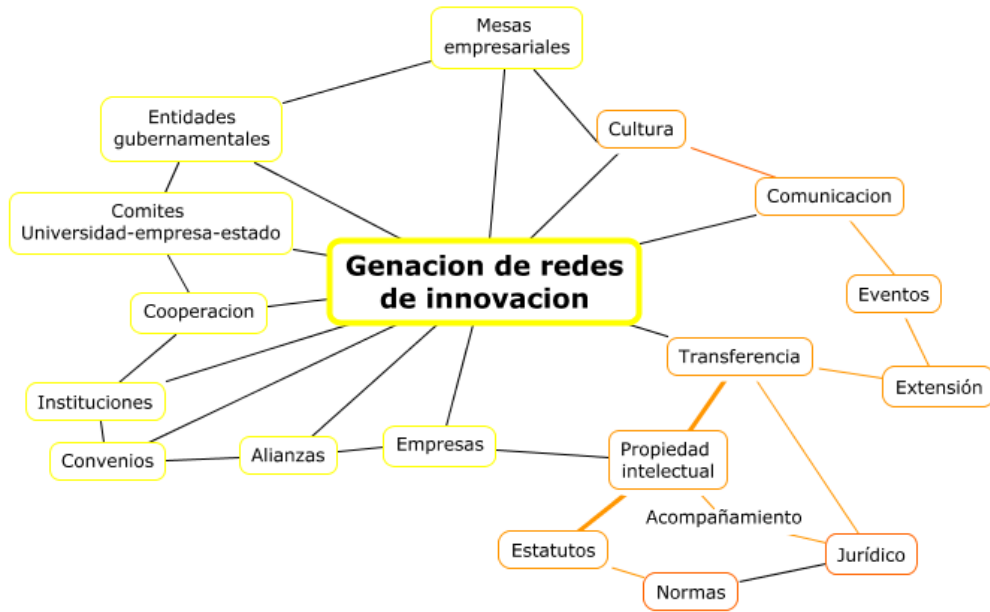 Mesas
empresariales
Entidades
gubernamentales
Cultura
Comunicacion
Comites
Universidad-empresa-estado
Genacion de redes
de innovacion
Cooperacion
Eventos
Transferencia
Extensión
Instituciones
Convenios
Alianzas
Empresas
Propiedad
intelectual
Acompañamiento
Estatutos
Jurídico
Normas